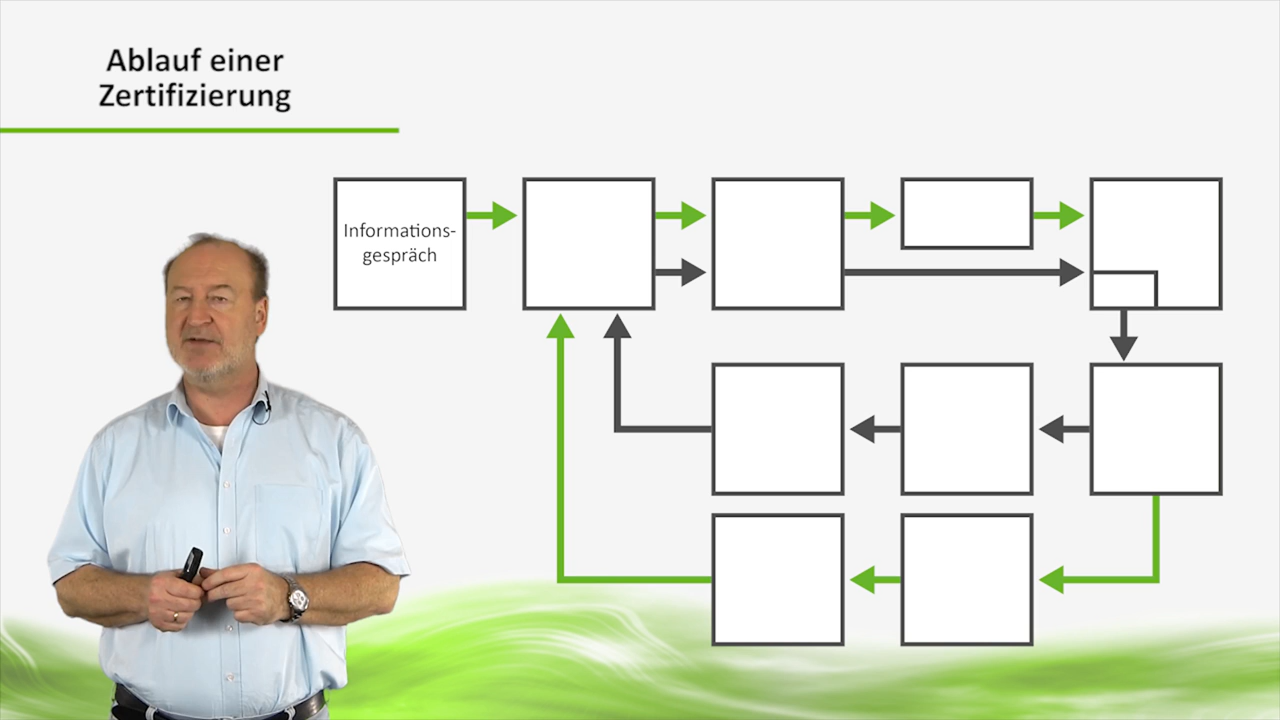 Ablauf einer
Zertifizierung
Informations-
gespräch